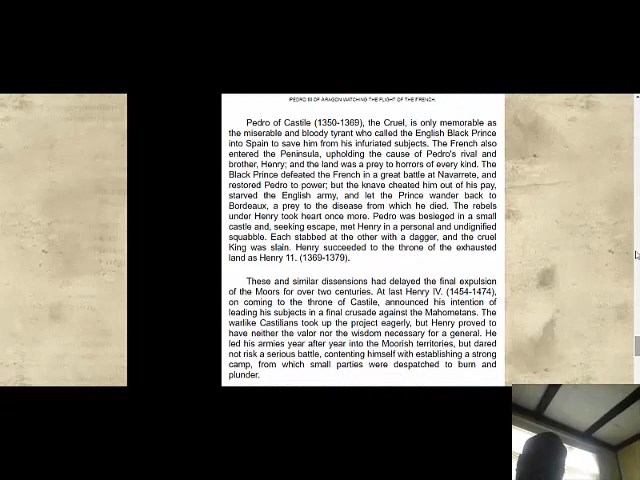 PEDRO III OF ARAGON WATCHING THE FLIGHT OF THE FRENCH.
Pedro of Castile (1350-1369), the Cruel, is only memorable as
the miserable and bloody tyrant who called the English Black Prince
into Spain to save him from his infuriated subjects. The French also
entered the Peninsula, upholding the cause of Pedro's rival and
brother, Henry; and the land was a prey to horrors of every kind. The
Black Prince defeated the French in a great battle at Navarrete, and
restored Pedro to power; but the knave cheated him out of his pay,
starved the English army, and let the Prince wander back to
Bordeaux, a prey to the disease from which he died. The rebels
under Henry took heart once more. Pedro was besieged in a small
castle and, seeking escape, met Henry in a personal and undignified
squabble. Each stabbed at the other with a dagger, and the cruel
King was slain. Henry succeeded to the throne of the exhausted
land as Henry 11. (1369-1379).
These and similar dissensions had delayed the final expulsion
of the Moors for over two centuries. At last Henry IV. (1454-1474),
on coming to the throne of Castile, announced his intention of
leading his subjects in a final crusade against the Mahometans. The
warlike Castilians took up the project eagerly, but Henry proved to
have neither the valor nor the wisdom necessary for a general. He
led his armies year after year into the Moorish territories, but dared
not risk a serious battle, contenting himself with establishing a strong
camp, from which small parties were despatched to burn and
plunder.